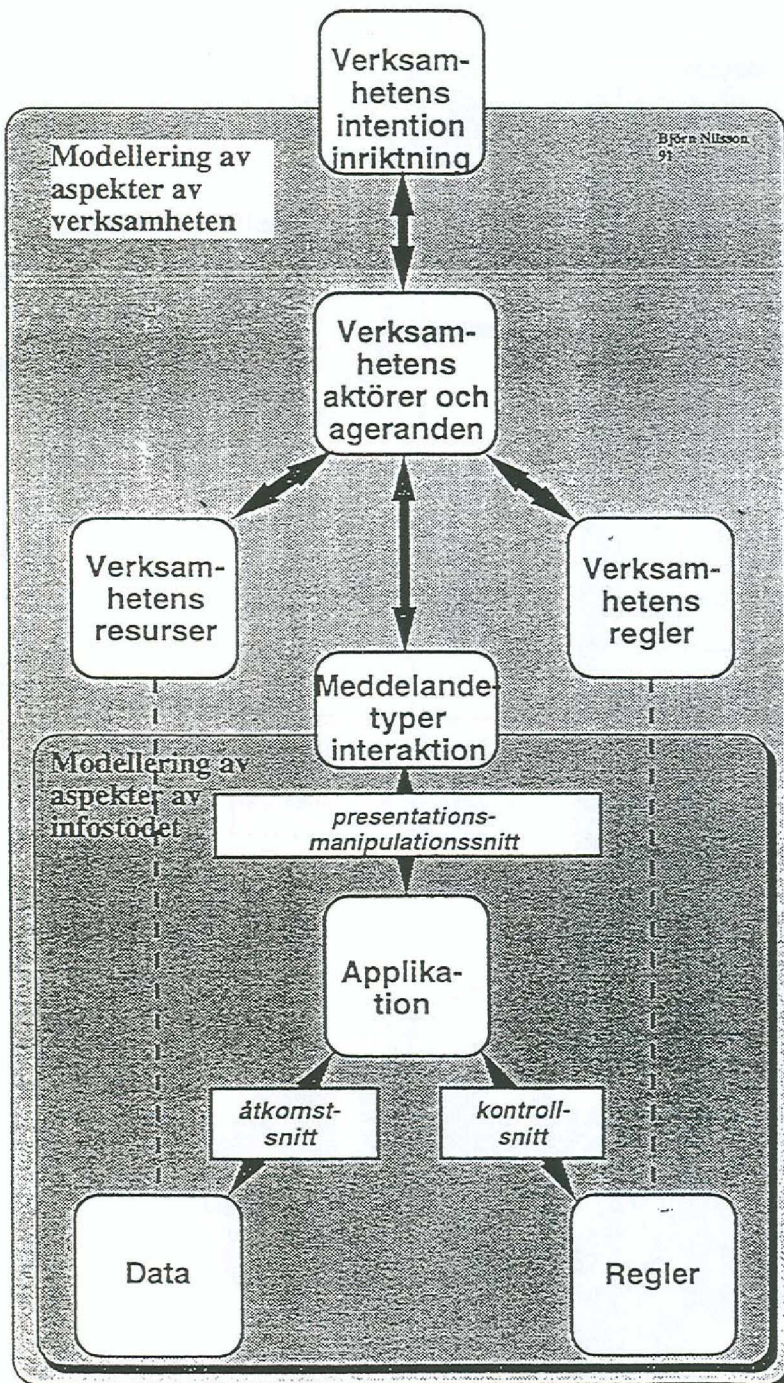 Verksam-
hetens
intention
inriktning
Björn Nilsson
91
Modellering av
aspekter av
verksamheten
Verksam-
hetens
aktörer och
ageranden
Verksam-
hetens
resurser
Verksam-
hetens
regler
Meddelande-
typer
interaktion
Modellering av
aspekter av
infostödet
presentations-
manipulationssnitt
Applika-
tion
åtkomst-
snitt
kontroll-
snitt
Data
Regler